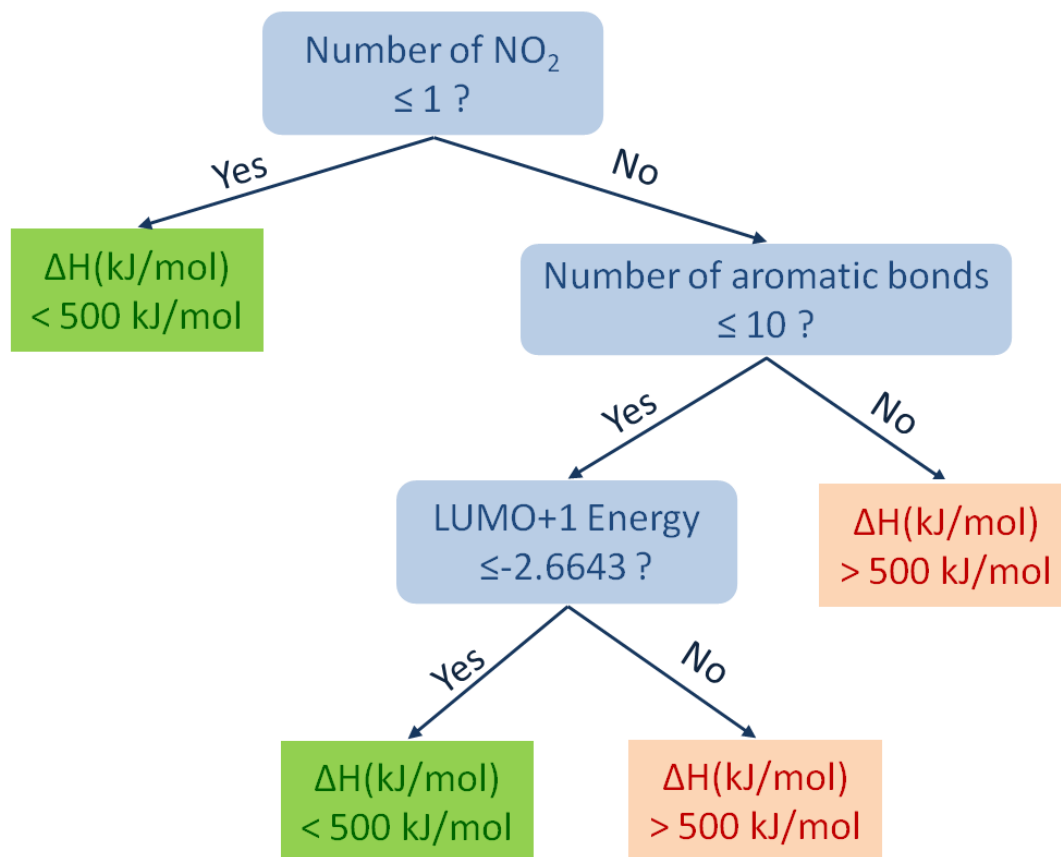 Number of NO₂
≤ 1 ?
Yes
No
ΔH(kJ/mol)
< 500 kJ/mol
Number of aromatic bonds
≤ 10 ?
Yes
No
LUMO+1 Energy
≤-2.6643 ?
ΔH(kJ/mol)
> 500 kJ/mol
Yes
No
ΔH(kJ/mol)
< 500 kJ/mol
ΔH(kJ/mol)
> 500 kJ/mol